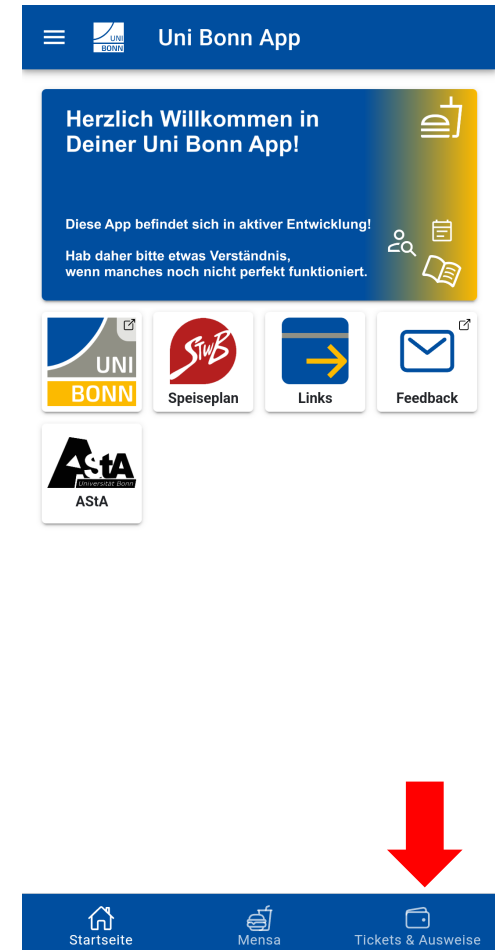 UNI
BONN
Uni Bonn App
Herzlich Willkommen in
Deiner Uni Bonn App!
Diese App befindet sich in aktiver Entwicklung!
Hab daher bitte etwas Verständnis,
wenn manches noch nicht perfekt funktioniert.
UNI
BONN
StwB
Speiseplan
Links
Feedback
AStA
Universität Bonn
AStA
Startseite
Mensa
Tickets & Ausweise